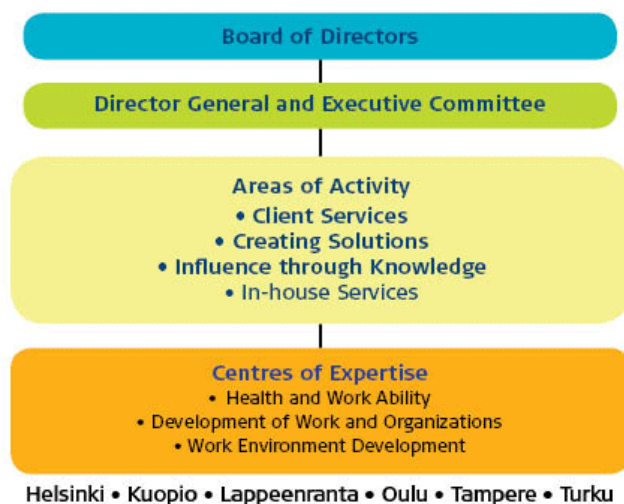 Board of Directors
Director General and Executive Committee
Areas of Activity
• Client Services
• Creating Solutions
• Influence through Knowledge
• In-house Services
Centres of Expertise
• Health and Work Ability
• Development of Work and Organizations
• Work Environment Development
Helsinki • Kuopio • Lappeenranta • Oulu • Tampere • Turku